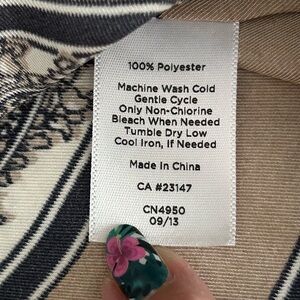 100% Polyester
Machine Wash Cold
Gentle Cycle
Only Non-Chlorine
Bleach When Needed
Tumble Dry Low
Cool Iron, If Needed
Made In China
CA #23147
CN4950
09/13